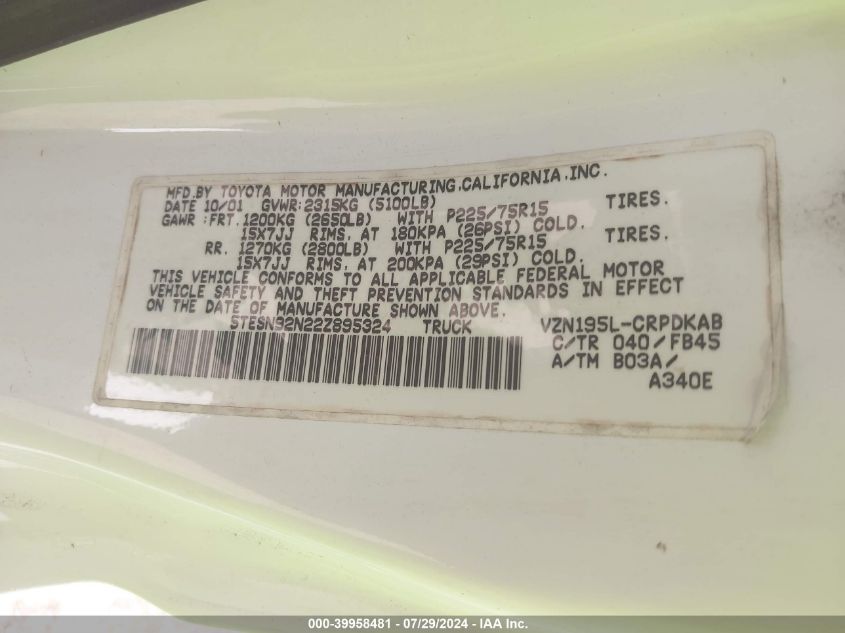 MFD.BY TOYOTA MOTOR MANUFACTURING,CALIFORNIA,INC.
DATE 10/01 GVWR:2315KG (5100LB)
GAWR :FRT. 1200KG (2650LB) WITH P225/75R15 TIRES.
15X7JJ RIMS, AT 180KPA (26PSI) COLD.
RR. 1270KG (2800LB) WITH P225/75R15 TIRES.
15X7JJ RIMS, AT 200KPA (29PSI) COLD.
THIS VEHICLE CONFORMS TO ALL APPLICABLE FEDERAL MOTOR
VEHICLE SAFETY AND THEFT PREVENTION STANDARDS IN EFFECT
ON THE DATE OF MANUFACTURE SHOWN ABOVE.
5TESN92N22Z895324 TRUCK VZN195L-CRPDKAB
C/TR 040/FB45
A/TM B03A/
A340E
000-39958481 - 07/29/2024 - IAA Inc.